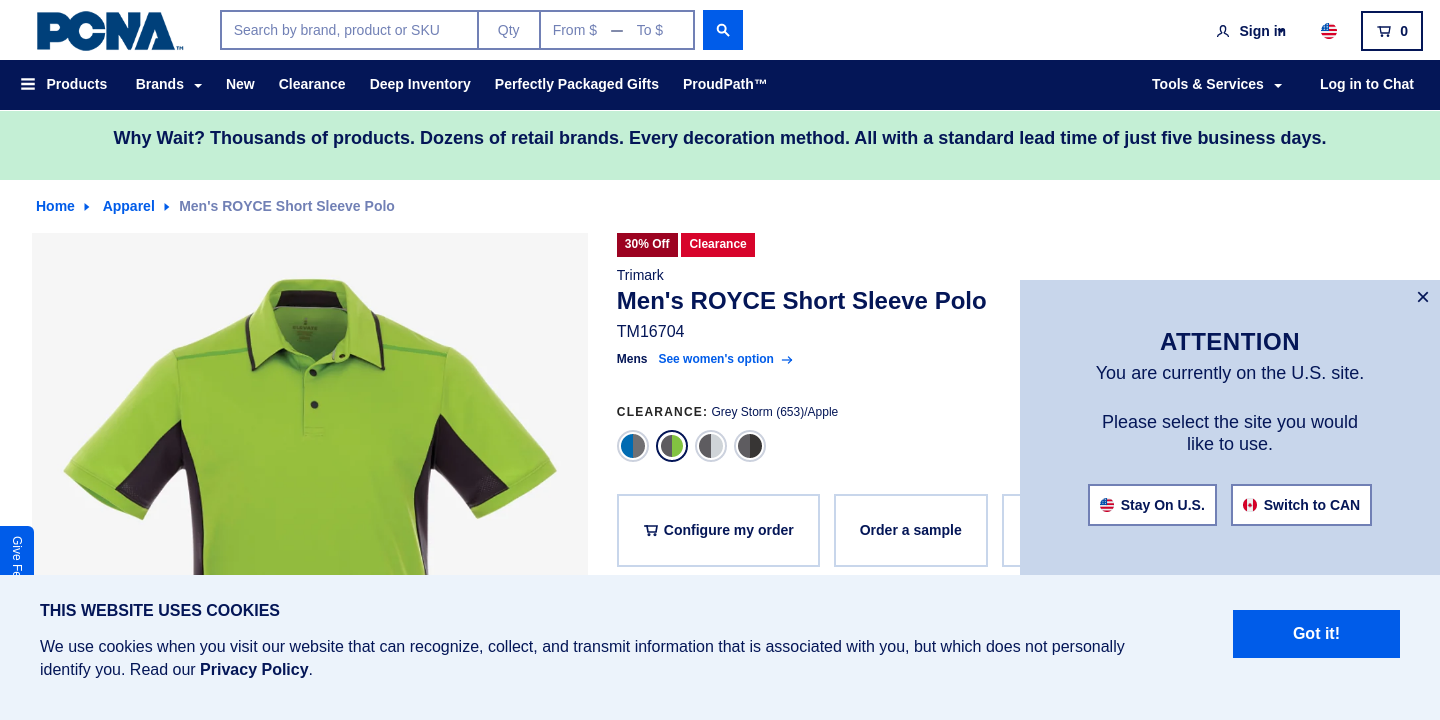 PCNA™
Search by brand, product or SKU
Qty
From $ — To $
Sign in
0
Products
Brands
New
Clearance
Deep Inventory
Perfectly Packaged Gifts
ProudPath™
Tools & Services
Log in to Chat
Why Wait? Thousands of products. Dozens of retail brands. Every decoration method. All with a standard lead time of just five business days.
Home
Apparel
Men's ROYCE Short Sleeve Polo
30% Off
Clearance
Trimark
Men's ROYCE Short Sleeve Polo
TM16704
Mens
See women's option
CLEARANCE: Grey Storm (653)/Apple
Configure my order
Order a sample
×
ATTENTION
You are currently on the U.S. site.
Please select the site you would
like to use.
Stay On U.S.
Switch to CAN
Give Fe
THIS WEBSITE USES COOKIES
We use cookies when you visit our website that can recognize, collect, and transmit information that is associated with you, but which does not personally
identify you. Read our Privacy Policy.
Got it!